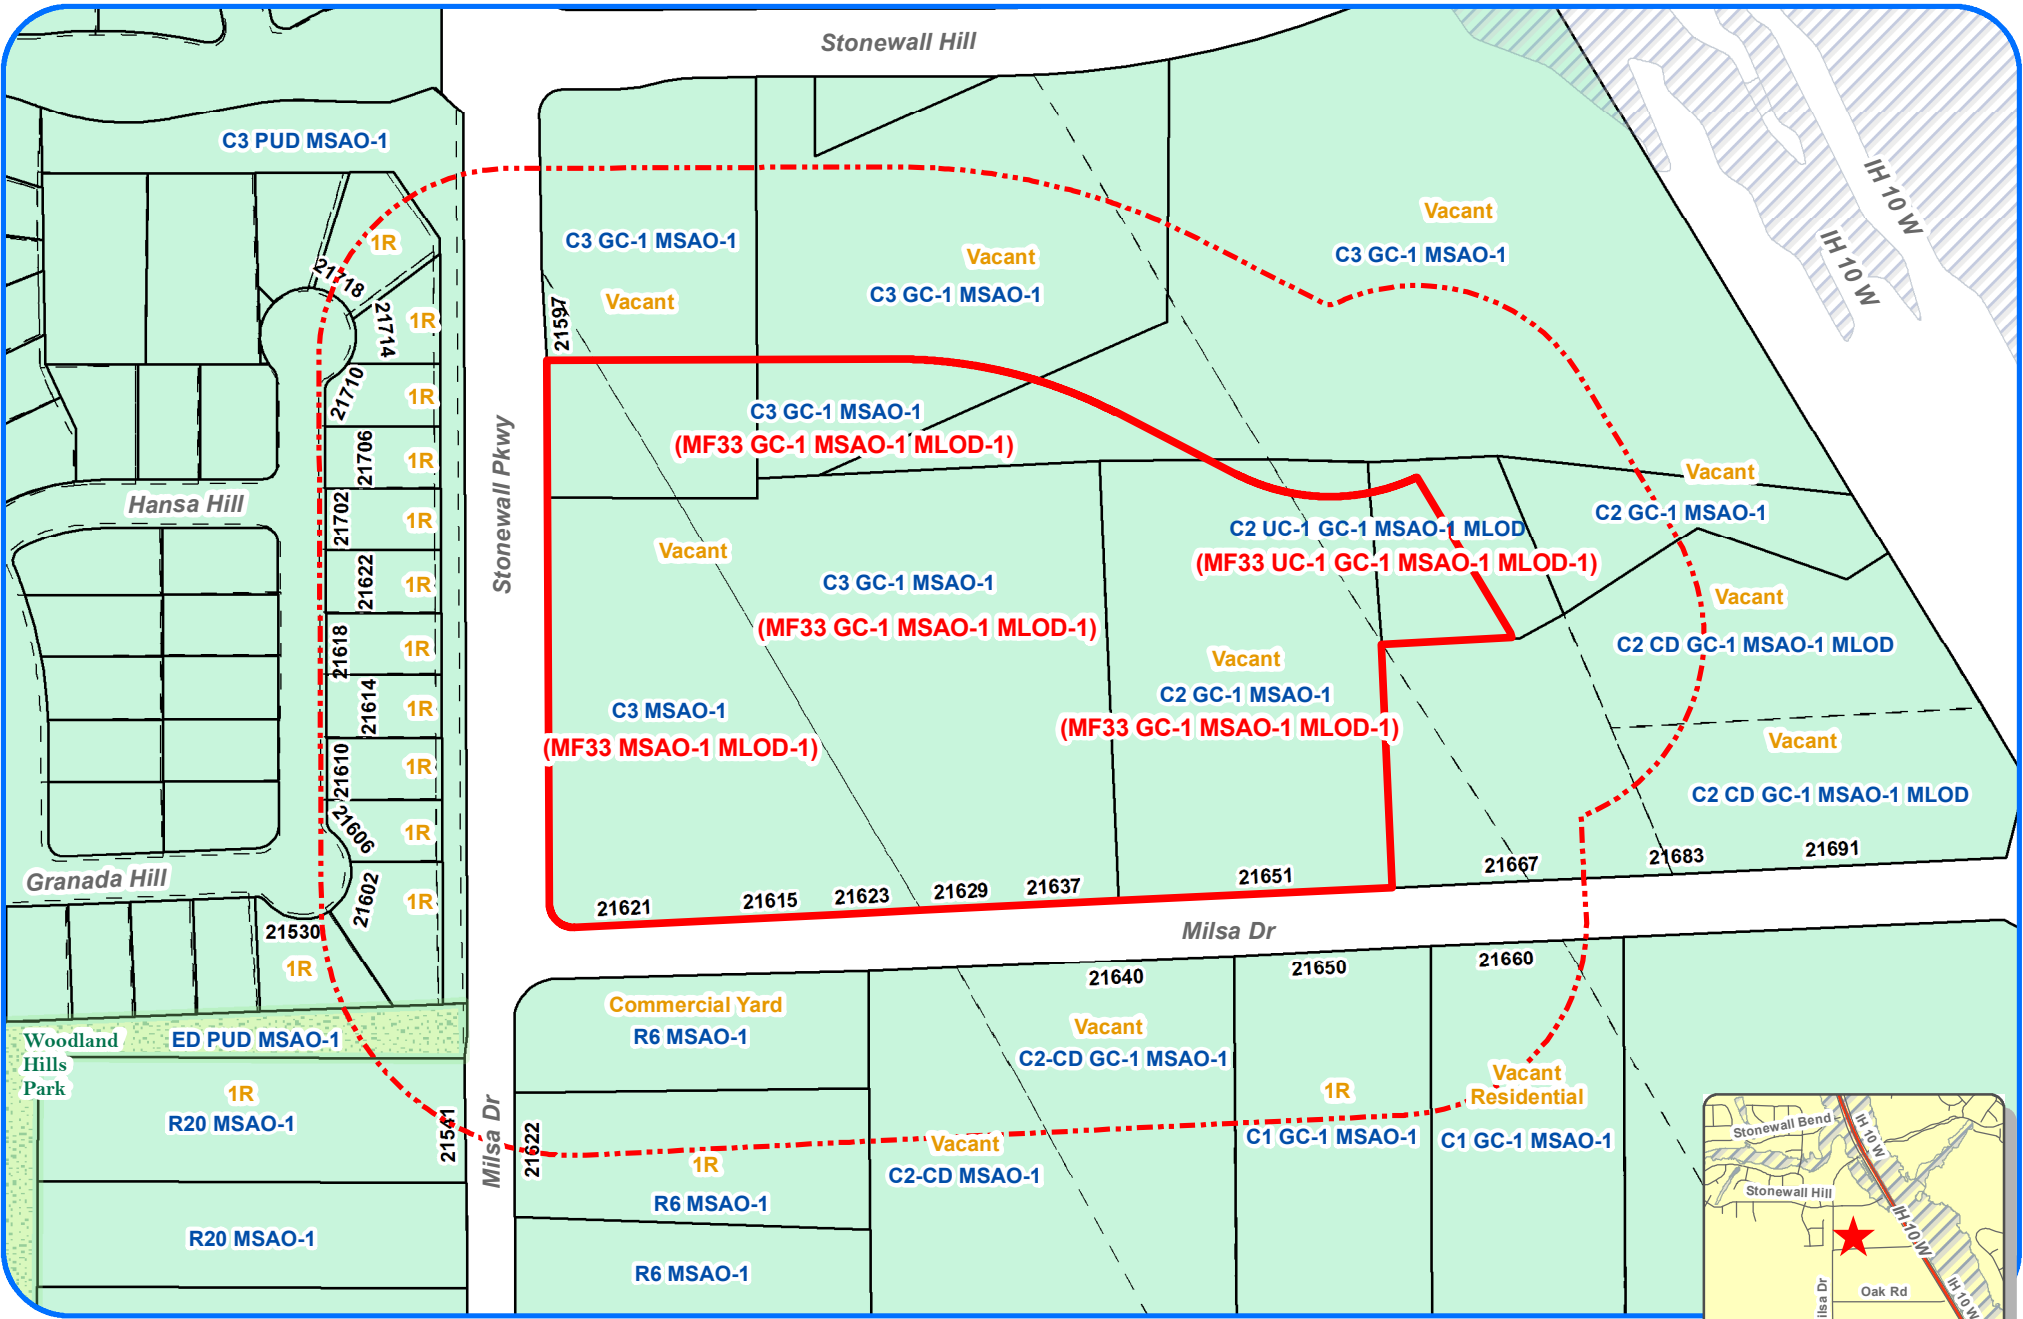 Stonewall Hill
C3 PUD MSAO-1
IH 10 W
IH 10 W
Vacant
C3 GC-1 MSAO-1
1R
C3 GC-1 MSAO-1
Vacant
Vacant
C3 GC-1 MSAO-1
21718
21714
1R
21597
21710
1R
C3 GC-1 MSAO-1
(MF33 GC-1 MSAO-1 MLOD-1)
21706
1R
Stonewall Pkwy
Vacant
C2 GC-1 MSAO-1
Hansa Hill
21702
1R
C2 UC-1 GC-1 MSAO-1 MLOD
(MF33 UC-1 GC-1 MSAO-1 MLOD-1)
Vacant
21622
1R
C3 GC-1 MSAO-1
(MF33 GC-1 MSAO-1 MLOD-1)
Vacant
C2 CD GC-1 MSAO-1 MLOD
21618
1R
Vacant
C2 GC-1 MSAO-1
(MF33 GC-1 MSAO-1 MLOD-1)
21614
1R
C3 MSAO-1
(MF33 MSAO-1 MLOD-1)
Vacant
C2 CD GC-1 MSAO-1 MLOD
21610
1R
21606
1R
Granada Hill
21602
1R
21621
21615
21623
21629
21637
21651
21667
21683
21691
21530
1R
Milsa Dr
21640
21650
21660
Commercial Yard
R6 MSAO-1
Vacant
C2-CD GC-1 MSAO-1
Woodland
Hills
Park
ED PUD MSAO-1
1R
R20 MSAO-1
21541
Milsa Dr
21622
1R
R6 MSAO-1
Vacant
C2-CD MSAO-1
1R
C1 GC-1 MSAO-1
Vacant
Residential
C1 GC-1 MSAO-1
R20 MSAO-1
R6 MSAO-1
Stonewall Bend
IH 10 W
Stonewall Hill
IH 10 W
Oak Rd
IH 10 W
ilsa Dr